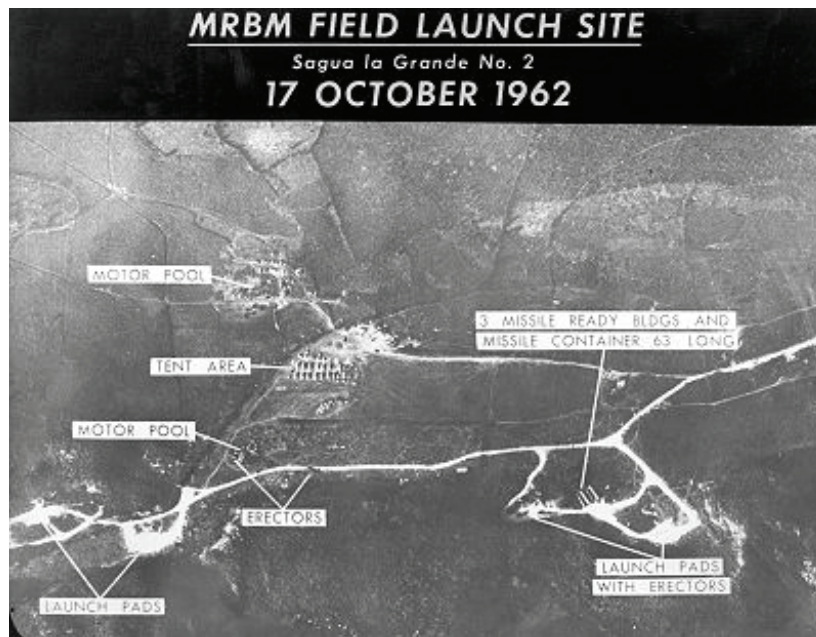 MRBM FIELD LAUNCH SITE
Sagua la Grande No. 2
17 OCTOBER 1962
MOTOR POOL
3 MISSILE READY BLDGS AND
MISSILE CONTAINER 63 LONG
TENT AREA
MOTOR POOL
ERECTORS
LAUNCH PADS
WITH ERECTORS
LAUNCH PADS